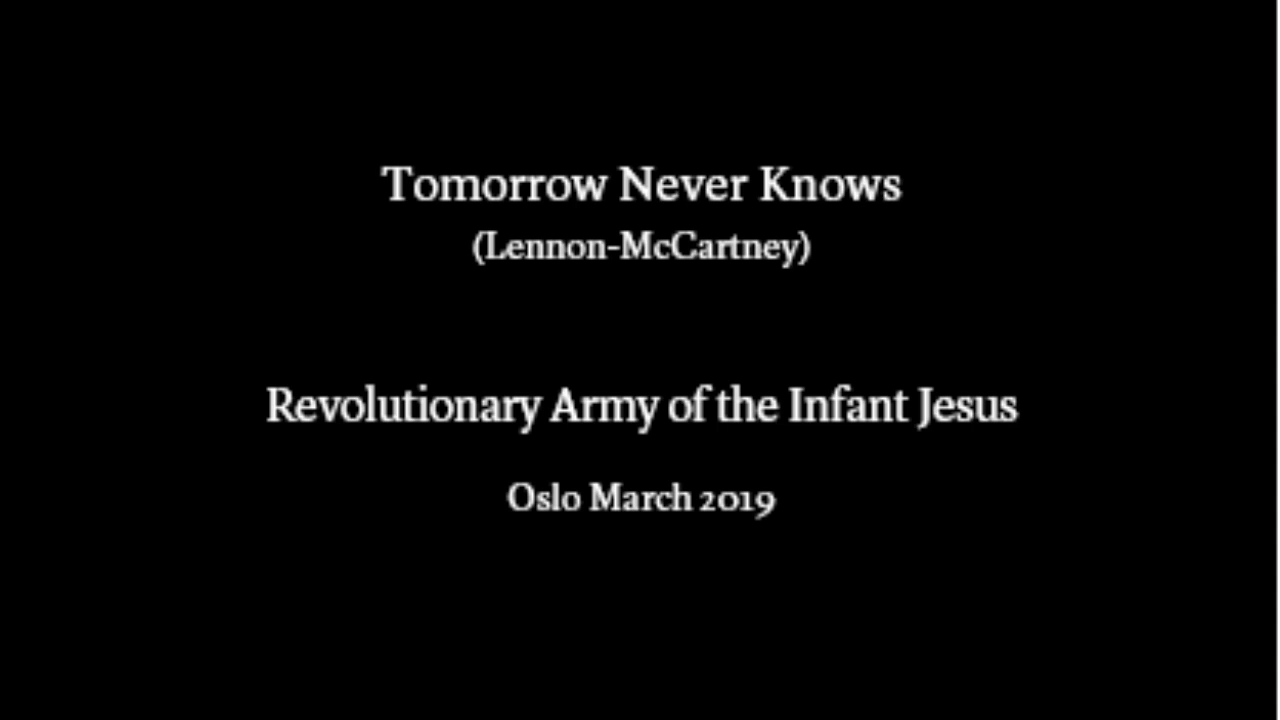 Tomorrow Never Knows
(Lennon-McCartney)
Revolutionary Army of the Infant Jesus
Oslo March 2019